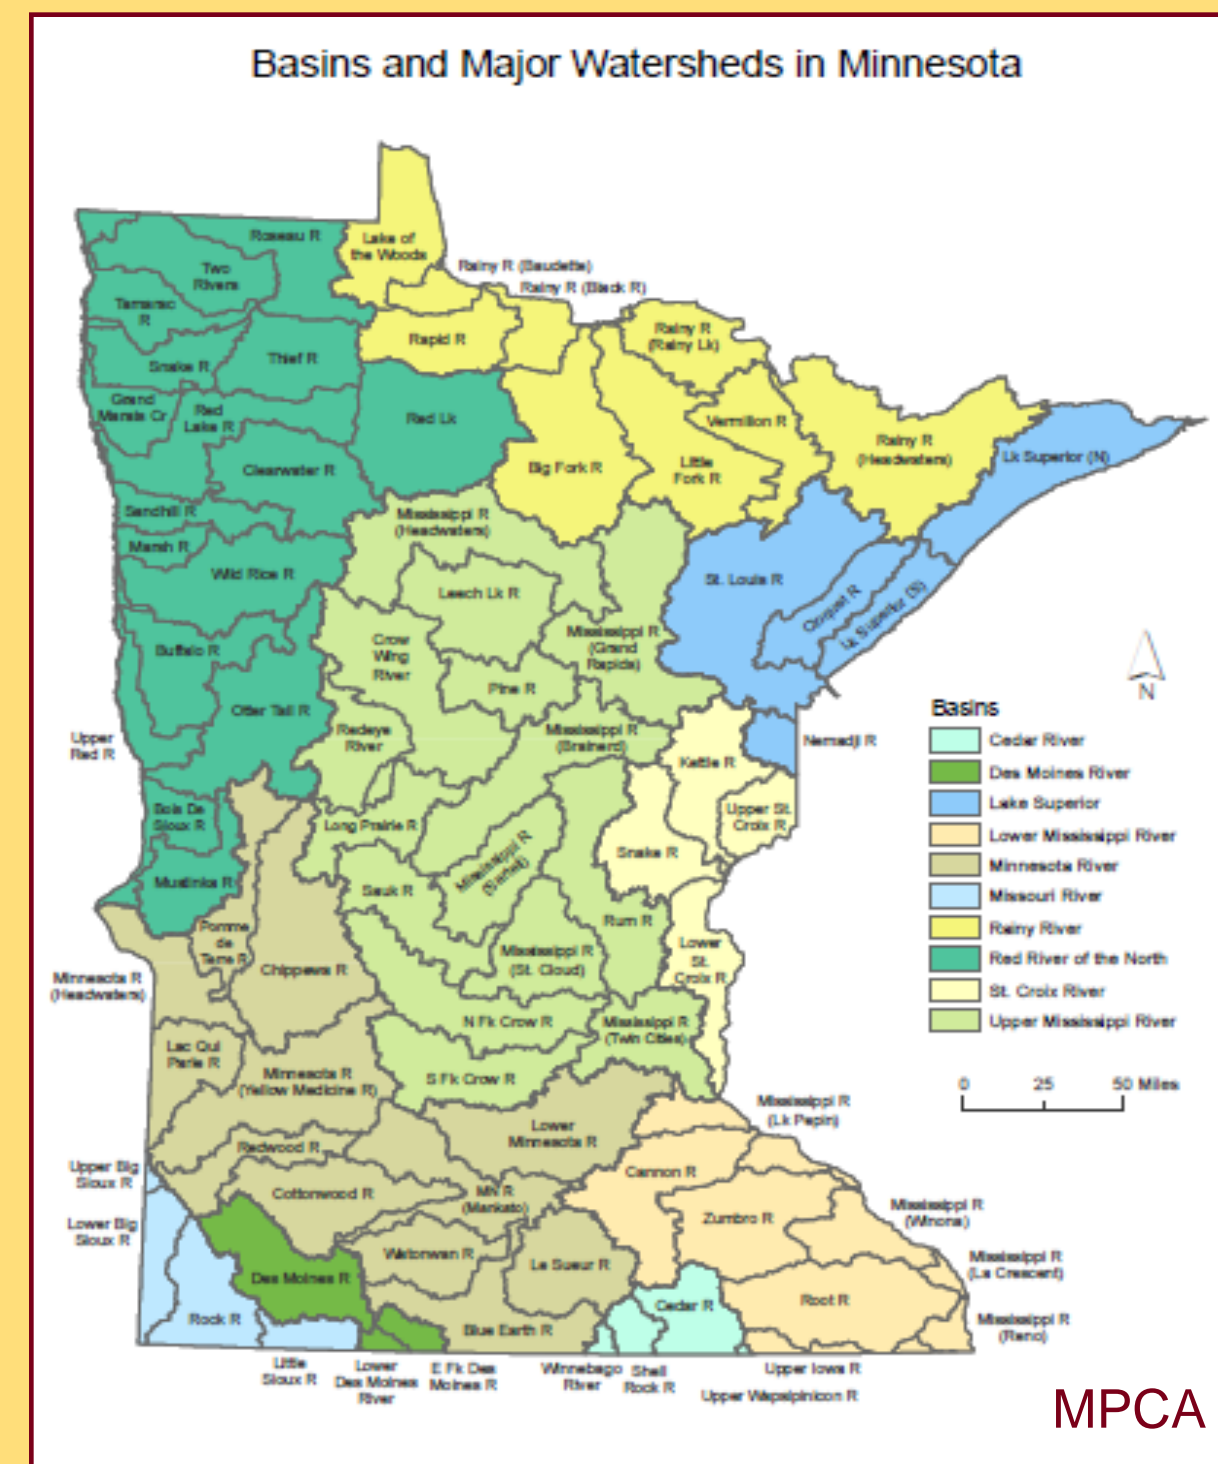 Basins and Major Watersheds in Minnesota
Roseau R
Lake of
the Woods
Two
Rivers
Rainy R (Baudette)
Rainy R (Black R)
Tamarac
R
Rapid R
Rainy R
(Rainy Lk)
Snake R
Thief R
Grand
Marais Cr
Red
Lake R
Red Lk
Vermilion R
Rainy R
(Headwaters)
Lk Superior (N)
Clearwater R
Big Fork R
Little
Fork R
Sandhill R
Mississippi R
(Headwaters)
Marsh R
Wild Rice R
Leech Lk R
St. Louis R
Cloquet R
Lk Superior (S)
Buffalo R
Crow
Wing
River
Mississippi R
(Grand
Rapids)
Pine R
Otter Tail R
Upper
Red R
Redeye
River
Mississippi R
(Brainerd)
Kettle R
Nemadji R
N
Bois De
Sioux R
Long Prairie R
Mississippi R
(Sartell)
Upper St.
Croix R
Snake R
Mustinka R
Sauk R
Rum R
Pomme
de
Terre R
Chippewa R
Mississippi R
(St. Cloud)
Lower
St.
Croix R
Minnesota R
(Headwaters)
N Fk Crow R
Mississippi R
(Twin Cities)
Lac Qui
Parle R
Minnesota R
(Yellow Medicine R)
S Fk Crow R
Basins
Cedar River
Des Moines River
Lake Superior
Lower Mississippi River
Minnesota River
Missouri River
Rainy River
Red River of the North
St. Croix River
Upper Mississippi River
0 25 50 Miles
Mississippi R
(Lk Pepin)
Lower
Minnesota R
Redwood R
Cannon R
Upper Big
Sioux R
Cottonwood R
MN R
(Mankato)
Zumbro R
Mississippi R
(Winona)
Lower Big
Sioux R
Watonwan R
Le Sueur R
Mississippi R
(La Crescent)
Des Moines R
Rock R
Cedar R
Root R
Blue Earth R
Mississippi R
(Reno)
Little
Sioux R
Lower
Des Moines
River
E Fk Des
Moines R
Winnebago
River
Shell
Rock R
Upper Iowa R
Upper Wapsipinicon R
MPCA